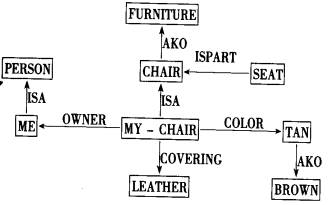 FURNITURE
AKO
ISPART
PERSON
CHAIR
SEAT
ISA
ISA
OWNER
COLOR
ME
MY - CHAIR
TAN
COVERING
AKO
LEATHER
BROWN